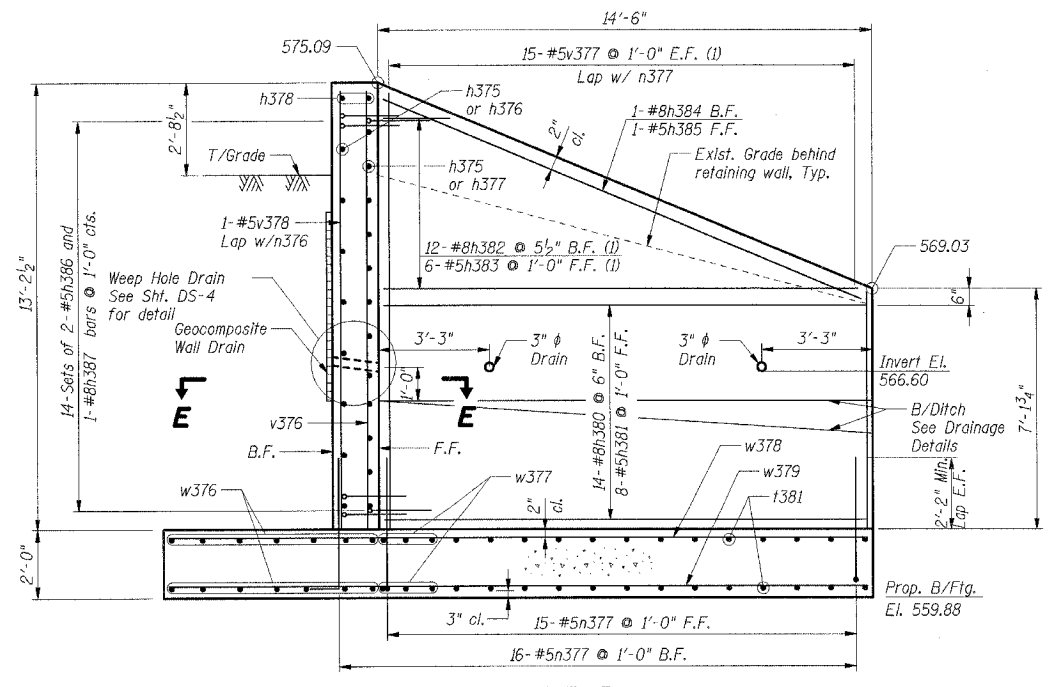 14'-6"
575.09
15-#5v377 @ 1'-0" E.F. (1)
Lap w/ n377
h378
h375
or h376
1-#8h384 B.F.
1-#5h385 F.F.
2" cl.
Exist. Grade behind
retaining wall, Typ.
2'-8½"
T/Grade
h375
or h377
1-#5v378
Lap w/n376
12-#8h382 @ 5½" B.F. (1)
6-#5h383 @ 1'-0" F.F. (1)
569.03
6"
13'-2½"
14-Sets of 2-#5h386 and
1-#8h387 bars @ 1'-0" cts.
Weep Hole Drain
See Sht. DS-4
for detail
Geocomposite
Wall Drain
3'-3"
3" ϕ
Drain
3" ϕ
Drain
3'-3"
Invert El.
566.60
1'-0"
E
E
14-#8h380 @ 6" B.F.
8-#5h381 @ 1'-0" F.F.
B/Ditch
See Drainage
Details
7'-1¾"
v376
B.F.
F.F.
w378
w379
t381
2'-2" Min.
Lap E.F.
w376
w377
2" cl.
2'-0"
3" cl.
Prop. B/Ftg.
El. 559.88
15-#5n377 @ 1'-0" F.F.
16-#5n377 @ 1'-0" B.F.